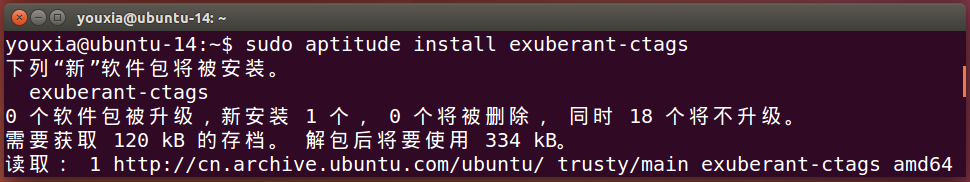 youxia@ubuntu-14: ~
youxia@ubuntu-14:~$ sudo aptitude install exuberant-ctags
下列“新”软件包将被安装。
  exuberant-ctags
0 个软件包被升级，新安装 1 个， 0 个将被删除， 同时 18 个将不升级。
需要获取 120 kB 的存档。 解包后将要使用 334 kB。
读取： 1 http://cn.archive.ubuntu.com/ubuntu/ trusty/main exuberant-ctags amd64